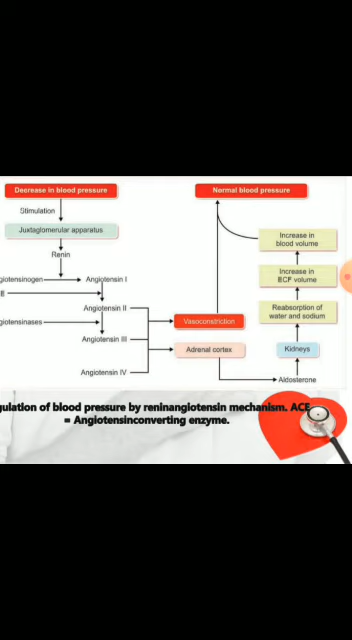 Decrease in blood pressure
Normal blood pressure
Stimulation
Juxtaglomerular apparatus
Renin
giotensinogen
Angiotensin I
E
Angiotensin II
giotensinases
Angiotensin III
Angiotensin IV
Vasoconstriction
Adrenal cortex
Increase in
blood volume
Increase in
ECF volume
Reabsorption of
water and sodium
Kidneys
Aldosterone
gulation of blood pressure by reninangiotensin mechanism. ACE
= Angiotensinconverting enzyme.